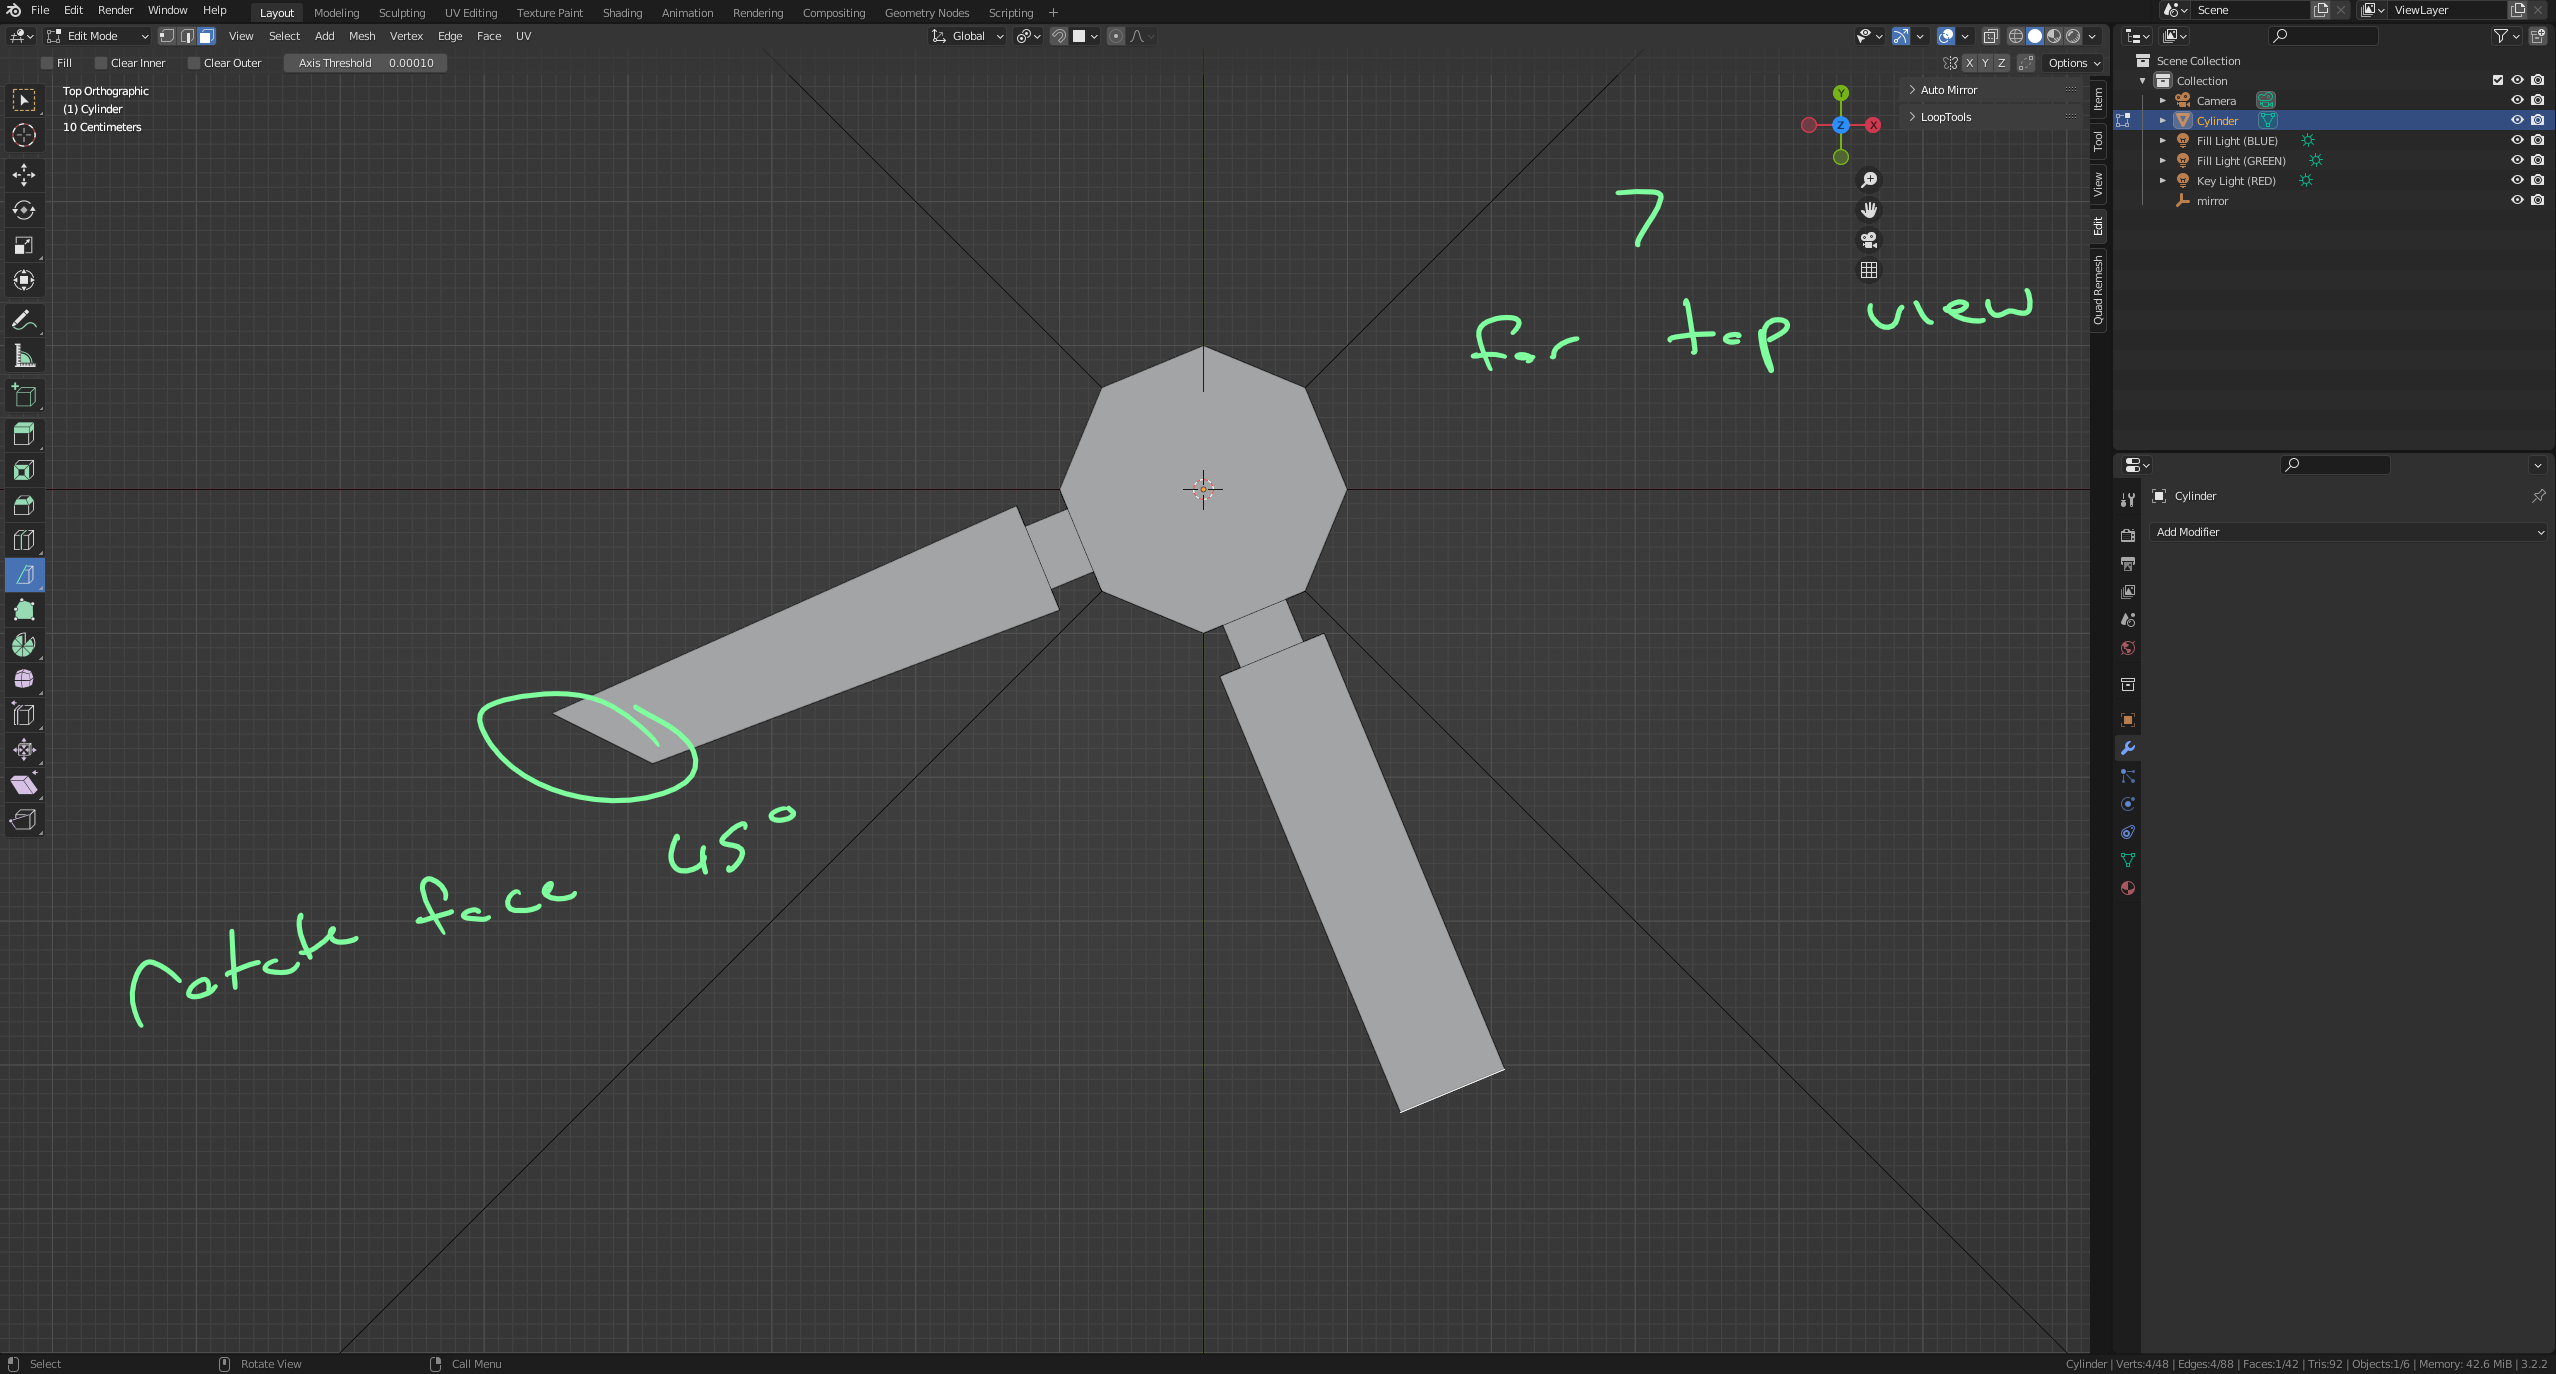 File Edit Render Window Help Layout Modeling Sculpting UV Editing Texture Paint Shading Animation Rendering Compositing Geometry Nodes Scripting + Scene ViewLayer
Edit Mode View Select Add Mesh Vertex Edge Face UV Global
Fill Clear Inner Clear Outer Axis Threshold 0.00010 X Y Z Options
Top Orthographic
(1) Cylinder
10 Centimeters
Y
X
Z
Auto Mirror
LoopTools
Item
Tool
View
Edit
Quad Remesh
7
for top view
rotate face 45°
Scene Collection
Collection
Camera
Cylinder
Fill Light (BLUE)
Fill Light (GREEN)
Key Light (RED)
mirror
Cylinder
Add Modifier
Select Rotate View Call Menu Cylinder | Verts:4/48 | Edges:4/88 | Faces:1/42 | Tris:92 | Objects:1/6 | Memory: 42.6 MiB | 3.2.2